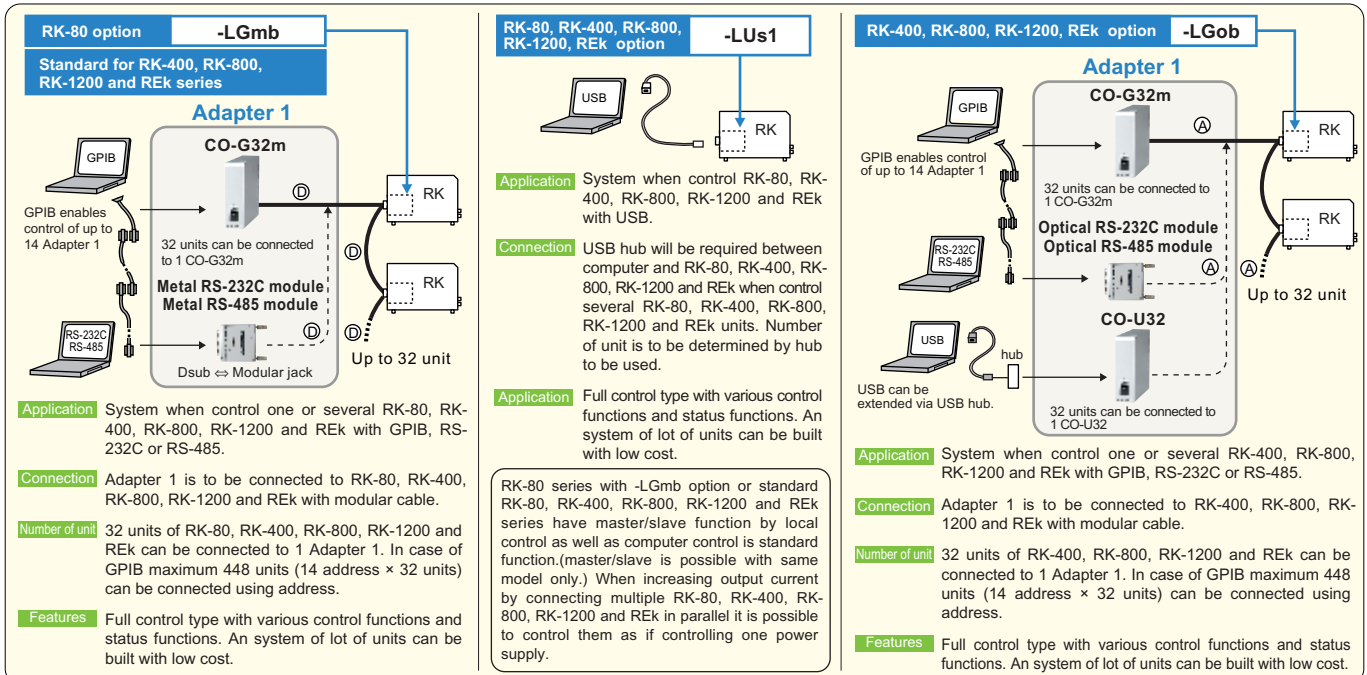 RK-80 option
-LGmb
Standard for RK-400, RK-800,
RK-1200 and REk series
Adapter 1
CO-G32m
GPIB
D
RK
GPIB enables
control of up to
14 Adapter 1
32 units can be connected
to 1 CO-G32m
D
Metal RS-232C module
Metal RS-485 module
RK
RS-232C
RS-485
D
D
Up to 32 unit
Dsub ⇔ Modular jack
Application System when control one or several RK-80, RK-
400, RK-800, RK-1200 and REk with GPIB, RS-
232C or RS-485.
Connection Adapter 1 is to be connected to RK-80, RK-400,
RK-800, RK-1200 and REk with modular cable.
Number of unit 32 units of RK-80, RK-400, RK-800, RK-1200 and
REk can be connected to 1 Adapter 1. In case of
GPIB maximum 448 units (14 address × 32 units)
can be connected using address.
Features Full control type with various control functions and
status functions. An system of lot of units can be
built with low cost.
RK-80, RK-400, RK-800,
RK-1200, REk option
-LUs1
USB
RK
Application System when control RK-80, RK-
400, RK-800, RK-1200 and REk
with USB.
Connection USB hub will be required between
computer and RK-80, RK-400, RK-
800, RK-1200 and REk when control
several RK-80, RK-400, RK-800,
RK-1200 and REk units. Number
of unit is to be determined by hub
to be used.
Application Full control type with various control
functions and status functions. An
system of lot of units can be built
with low cost.
RK-80 series with -LGmb option or standard
RK-80, RK-400, RK-800, RK-1200 and REk
series have master/slave function by local
control as well as computer control is standard
function.(master/slave is possible with same
model only.) When increasing output current
by connecting multiple RK-80, RK-400, RK-
800, RK-1200 and REk in parallel it is possible
to control them as if controlling one power
supply.
RK-400, RK-800, RK-1200, REk option
-LGob
Adapter 1
CO-G32m
GPIB
A
RK
GPIB enables control
of up to 14 Adapter 1
32 units can be connected to
1 CO-G32m
Optical RS-232C module
Optical RS-485 module
RK
RS-232C
RS-485
A
A
Up to 32 unit
CO-U32
USB
hub
USB can be
extended via USB hub.
32 units can be connected to
1 CO-U32
Application System when control one or several RK-400, RK-800,
RK-1200 and REk with GPIB, RS-232C or RS-485.
Connection Adapter 1 is to be connected to RK-400, RK-800, RK-
1200 and REk with modular cable.
Number of unit 32 units of RK-400, RK-800, RK-1200 and REk can be
connected to 1 Adapter 1. In case of GPIB maximum 448
units (14 address × 32 units) can be connected using
address.
Features Full control type with various control functions and status
functions. An system of lot of units can be built with low cost.